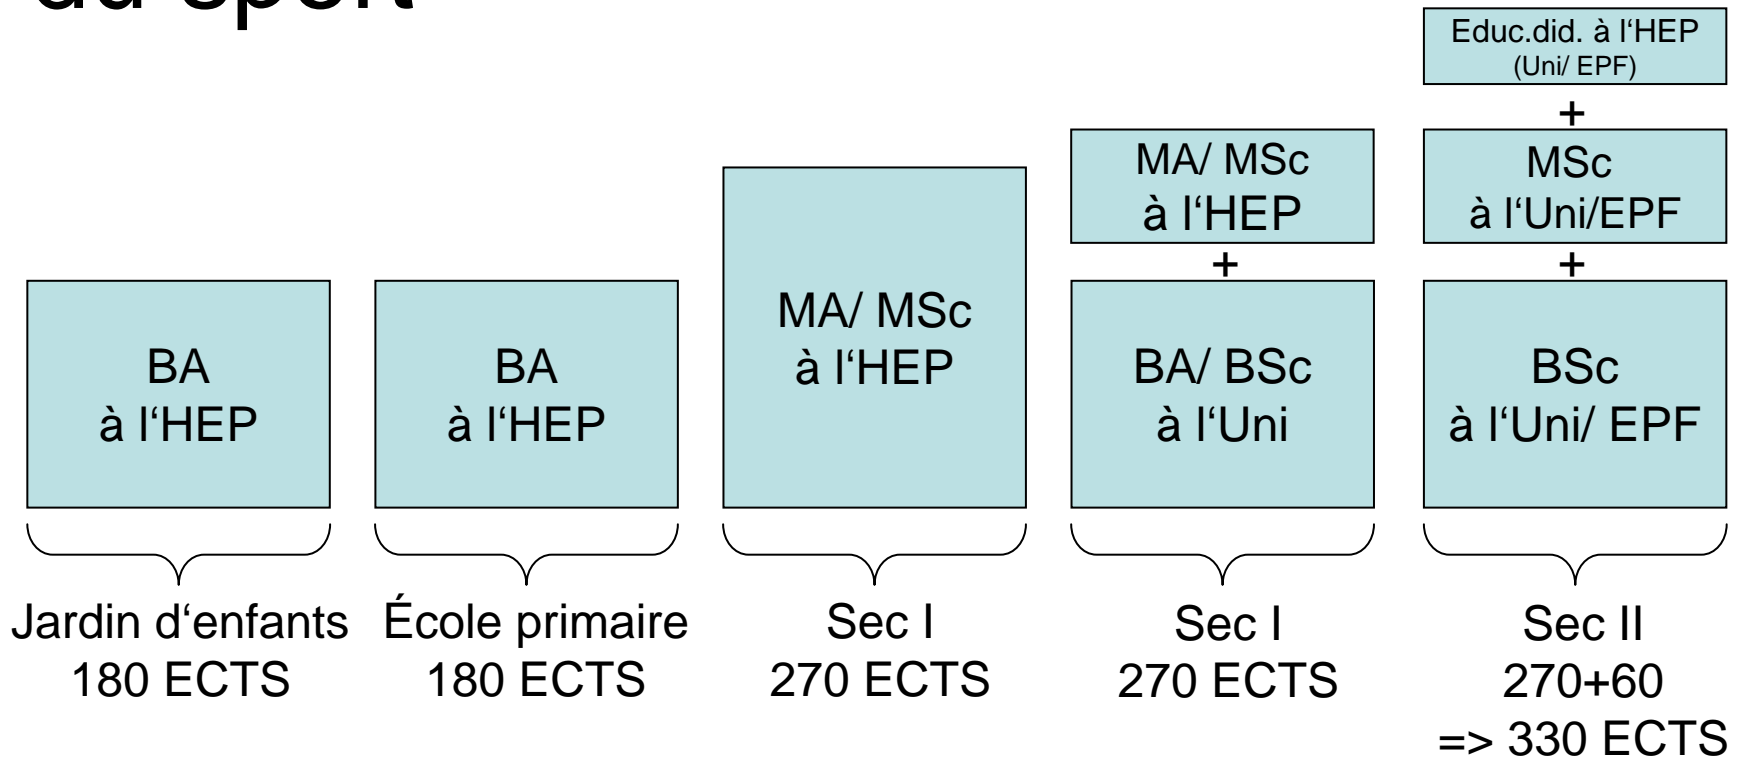 du sport
Educ.did. à l‘HEP
(Uni/ EPF)
+
MA/ MSc
à l‘HEP
MSc
à l‘Uni/EPF
+
+
MA/ MSc
à l‘HEP
BA
à l‘HEP
BA
à l‘HEP
BA/ BSc
à l‘Uni
BSc
à l‘Uni/ EPF
Jardin d‘enfants
180 ECTS
École primaire
180 ECTS
Sec I
270 ECTS
Sec I
270 ECTS
Sec II
270+60
=> 330 ECTS